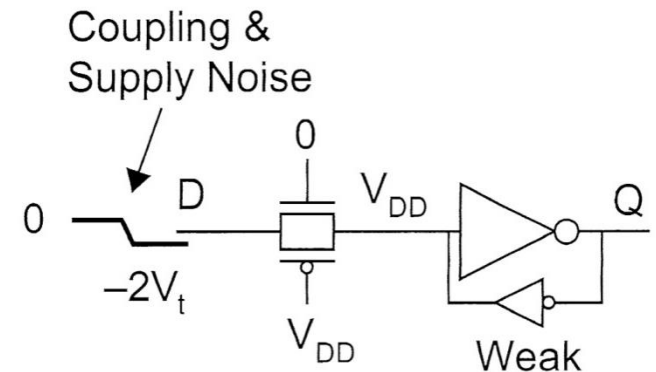 Coupling &
Supply Noise
0
0
D
V_DD
Q
–2V_t
V_DD
Weak